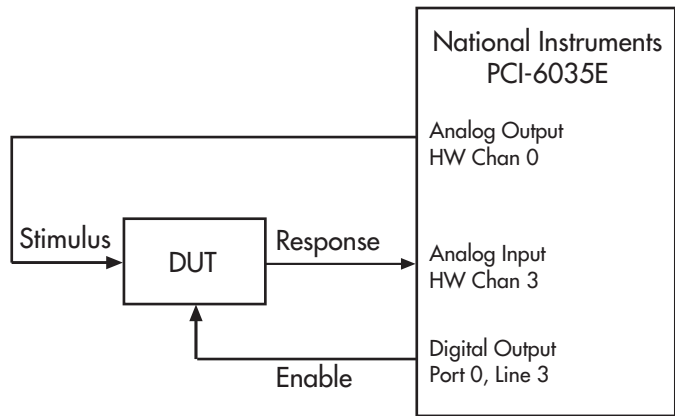 National Instruments
PCI-6035E
Analog Output
HW Chan 0
Stimulus
DUT
Response
Analog Input
HW Chan 3
Enable
Digital Output
Port 0, Line 3